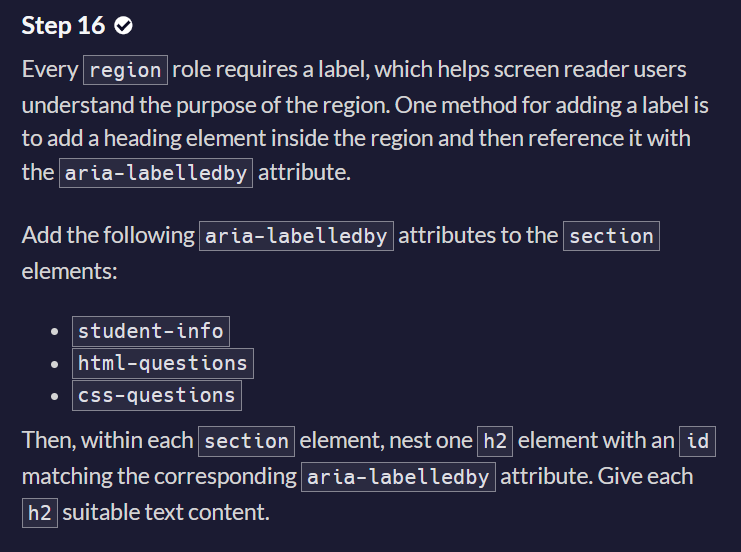 Step 16
Every region role requires a label, which helps screen reader users
understand the purpose of the region. One method for adding a label is
to add a heading element inside the region and then reference it with
the aria-labelledby attribute.
Add the following aria-labelledby attributes to the section
elements:
• student-info
• html-questions
• css-questions
Then, within each section element, nest one h2 element with an id
matching the corresponding aria-labelledby attribute. Give each
h2 suitable text content.